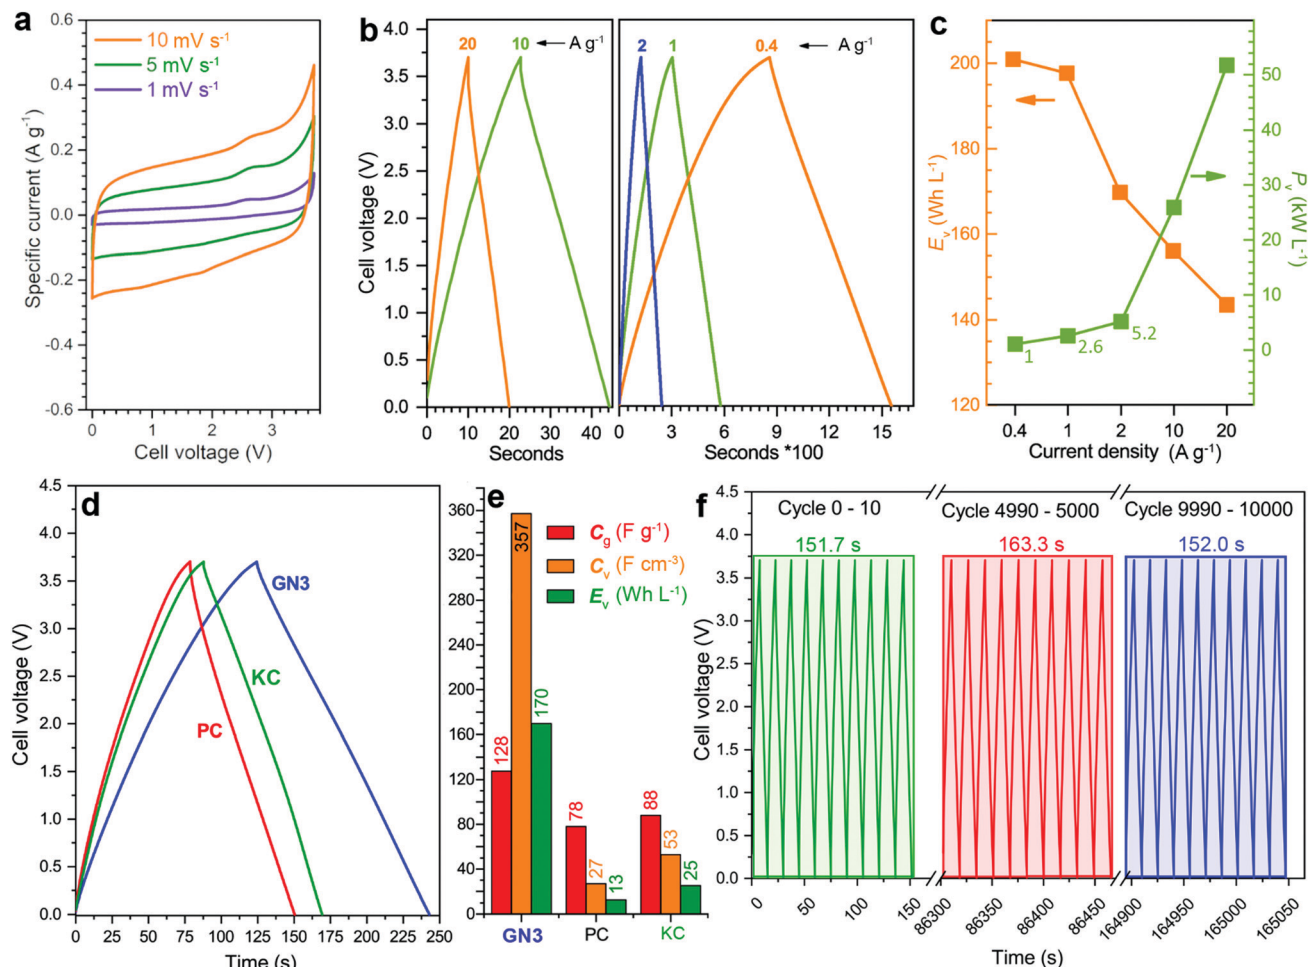 a
0.6
0.4
0.2
0.0
-0.2
-0.4
-0.6
Specific current (A g⁻¹)
10 mV s⁻¹
5 mV s⁻¹
1 mV s⁻¹
0 1 2 3
Cell voltage (V)
b
4.0
3.5
3.0
2.5
2.0
1.5
1.0
0.5
0.0
Cell voltage (V)
20 10 A g⁻¹
2 1 0.4 A g⁻¹
0 10 20 30 40
Seconds
0 3 6 9 12 15
Seconds *100
c
200
180
160
140
120
E_v (Wh L⁻¹)
50
40
30
20
10
0
P_v (kW L⁻¹)
1
2.6
5.2
0.4 1 2 10 20
Current density (A g⁻¹)
d
4.5
4.0
3.5
3.0
2.5
2.0
1.5
1.0
0.5
0.0
Cell voltage (V)
GN3
KC
PC
0 25 50 75 100 125 150 175 200 225 250
Time (s)
e
360
320
280
240
200
160
120
80
40
0
C_g (F g⁻¹)
C_v (F cm⁻³)
E_v (Wh L⁻¹)
128
357
170
78
27
13
88
53
25
GN3 PC KC
f
4.5
4.0
3.5
3.0
2.5
2.0
1.5
1.0
0.5
0.0
Cell voltage (V)
Cycle 0 - 10
Cycle 4990 - 5000
Cycle 9990 - 10000
151.7 s
163.3 s
152.0 s
0 50 100 150
86300 86350 86400 86450
164900 164950 165000 165050
Time (s)